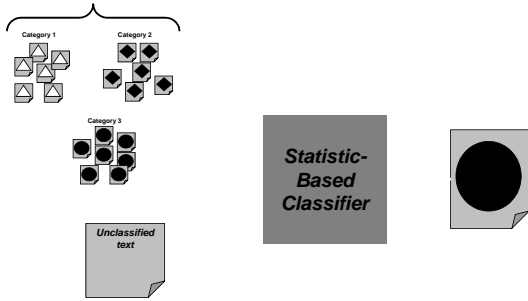 Category 1
Category 2
Category 3
Statistic-
Based
Classifier
Unclassified
text